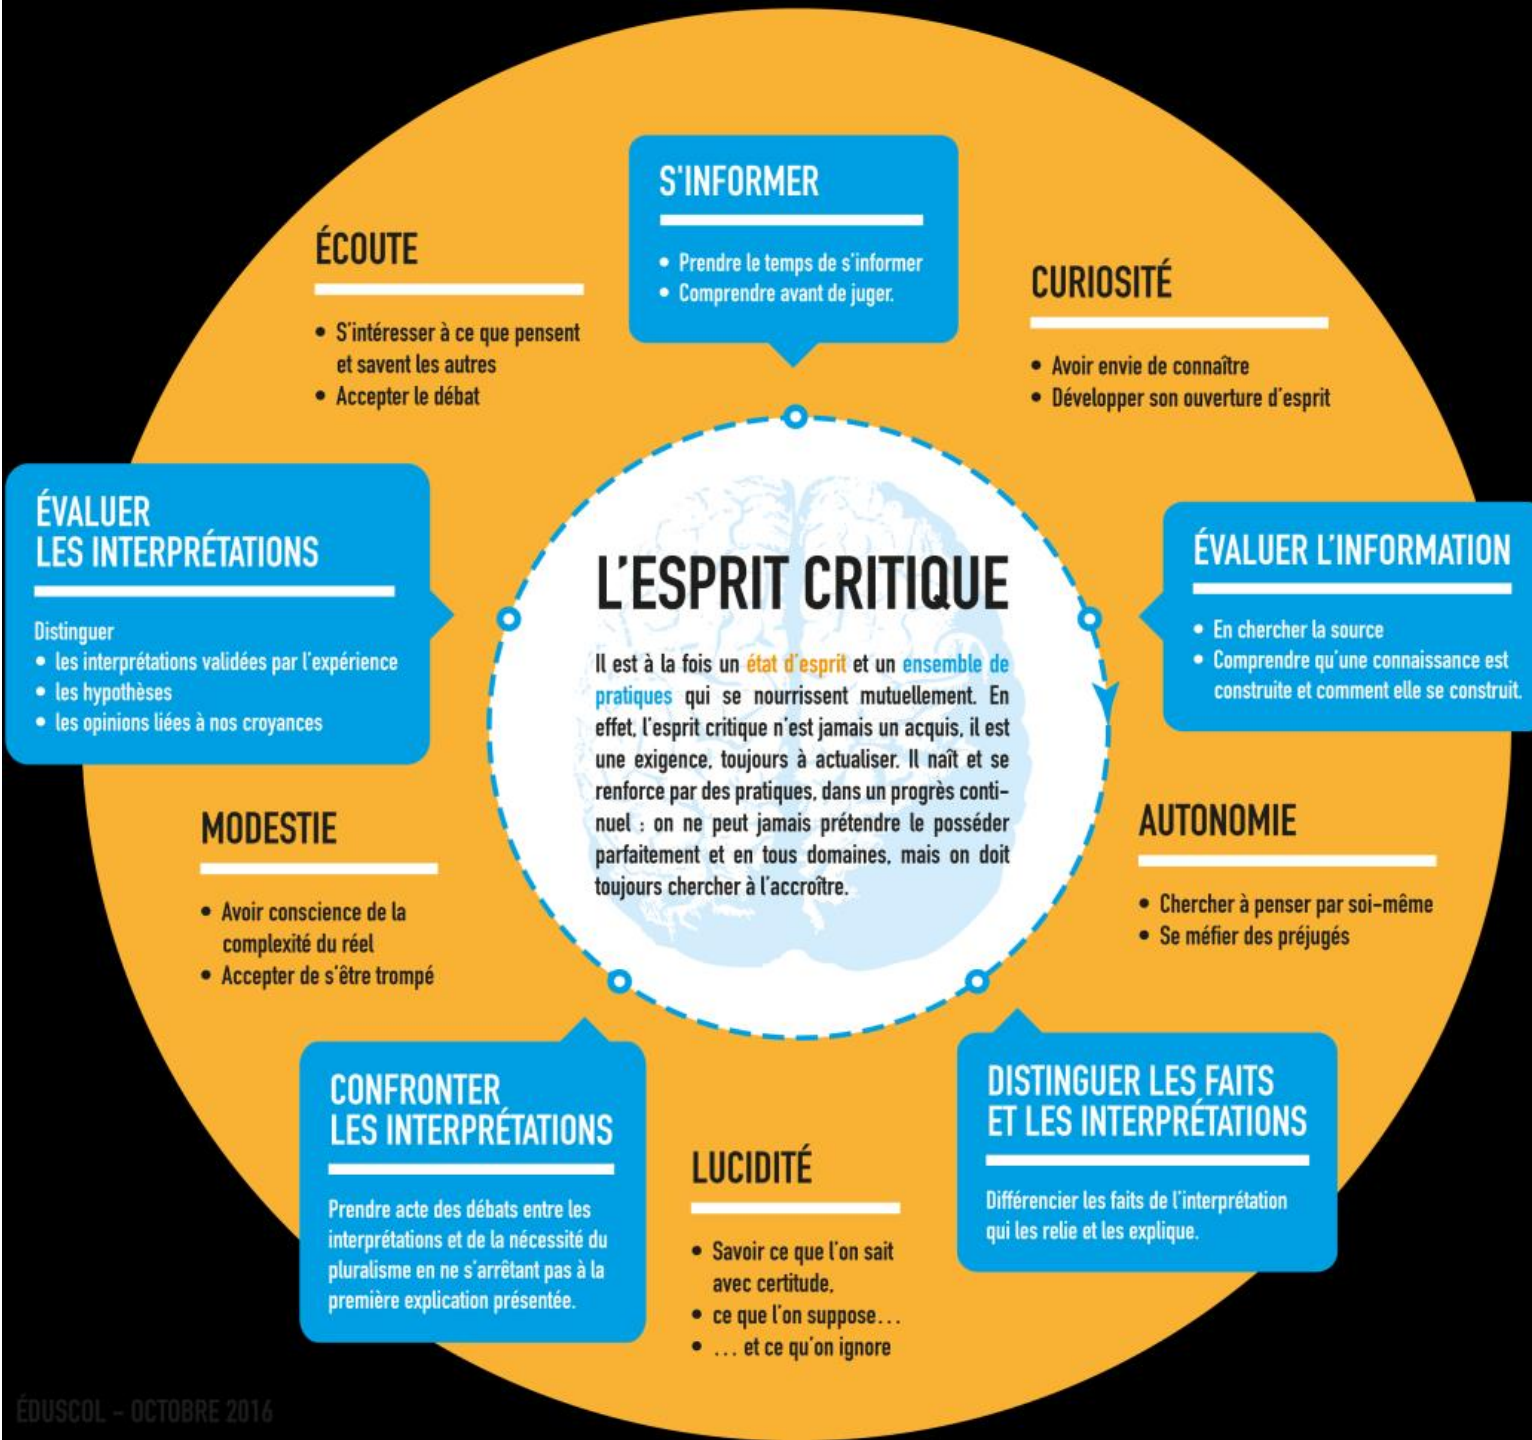 S'INFORMER
• Prendre le temps de s'informer
• Comprendre avant de juger.
ÉCOUTE
• S'intéresser à ce que pensent
et savent les autres
• Accepter le débat
CURIOSITÉ
• Avoir envie de connaître
• Développer son ouverture d'esprit
ÉVALUER
LES INTERPRÉTATIONS
Distinguer
• les interprétations validées par l'expérience
• les hypothèses
• les opinions liées à nos croyances
L'ESPRIT CRITIQUE
Il est à la fois un état d'esprit et un ensemble de
pratiques qui se nourrissent mutuellement. En
effet, l'esprit critique n'est jamais un acquis, il est
une exigence, toujours à actualiser. Il naît et se
renforce par des pratiques, dans un progrès conti-
nuel : on ne peut jamais prétendre le posséder
parfaitement et en tous domaines, mais on doit
toujours chercher à l'accroître.
ÉVALUER L'INFORMATION
• En chercher la source
• Comprendre qu'une connaissance est
construite et comment elle se construit.
MODESTIE
• Avoir conscience de la
complexité du réel
• Accepter de s'être trompé
AUTONOMIE
• Chercher à penser par soi-même
• Se méfier des préjugés
CONFRONTER
LES INTERPRÉTATIONS
Prendre acte des débats entre les
interprétations et de la nécessité du
pluralisme en ne s'arrêtant pas à la
première explication présentée.
LUCIDITÉ
• Savoir ce que l'on sait
avec certitude,
• ce que l'on suppose...
• ... et ce qu'on ignore
DISTINGUER LES FAITS
ET LES INTERPRÉTATIONS
Différencier les faits de l'interprétation
qui les relie et les explique.
ÉDUSCOL - OCTOBRE 2016